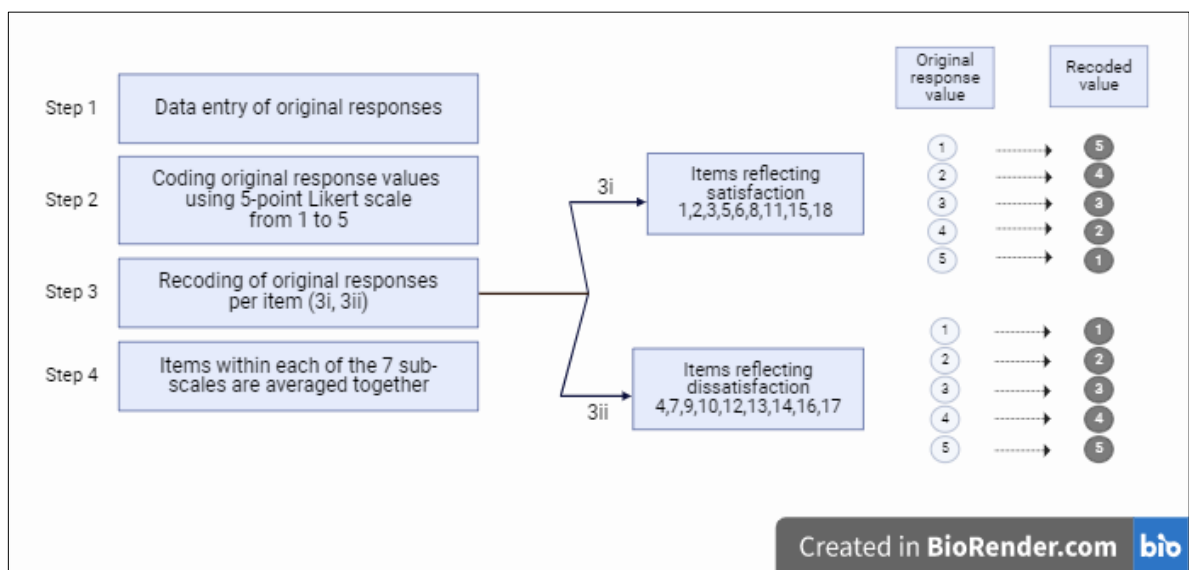 Step 1
Data entry of original responses
Step 2
Coding original response values
using 5-point Likert scale
from 1 to 5
Step 3
Recoding of original responses
per item (3i, 3ii)
Step 4
Items within each of the 7 sub-
scales are averaged together
3i
Items reflecting
satisfaction
1,2,3,5,6,8,11,15,18
3ii
Items reflecting
dissatisfaction
4,7,9,10,12,13,14,16,17
Original
response
value
Recoded
value
1 5
2 4
3 3
4 2
5 1
1 1
2 2
3 3
4 4
5 5
Created in BioRender.com bio